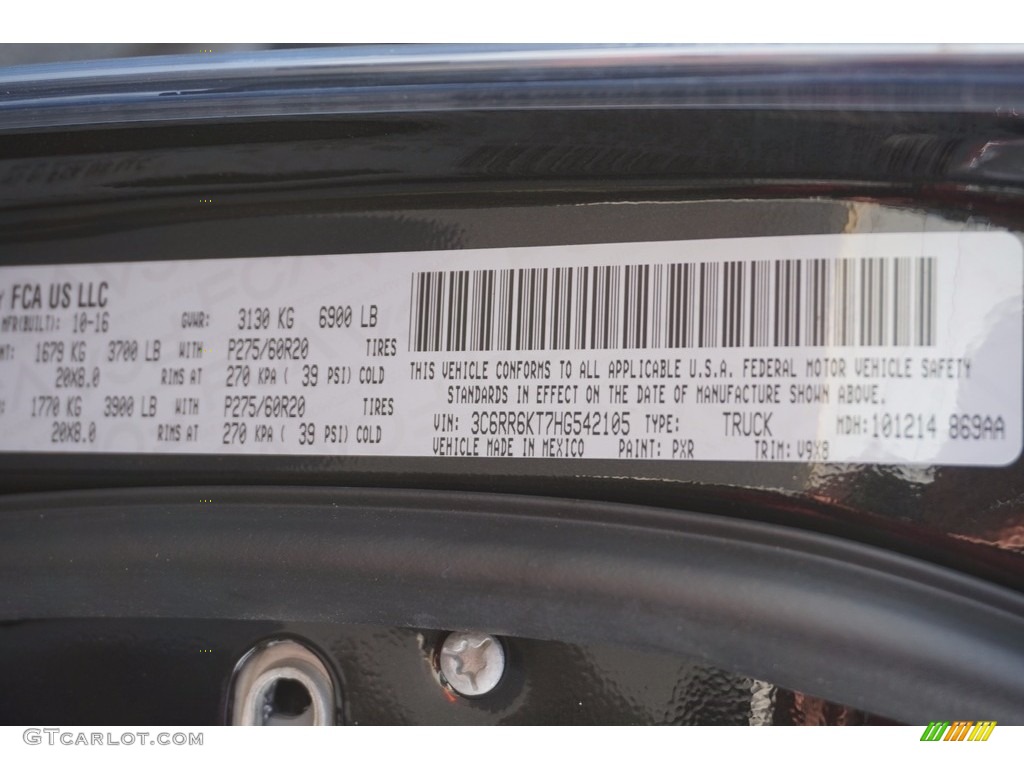 FCA US LLC
MFR(BUILT): 10-16 GVWR: 3130 KG 6900 LB
1679 KG 3700 LB WITH P275/60R20 TIRES
20X8.0 RIMS AT 270 KPA ( 39 PSI) COLD
1770 KG 3900 LB WITH P275/60R20 TIRES
20X8.0 RIMS AT 270 KPA ( 39 PSI) COLD
THIS VEHICLE CONFORMS TO ALL APPLICABLE U.S.A. FEDERAL MOTOR VEHICLE SAFETY
STANDARDS IN EFFECT ON THE DATE OF MANUFACTURE SHOWN ABOVE.
VIN: 3C6RR6KT7HG542105 TYPE: TRUCK MDH:101214 869AA
VEHICLE MADE IN MEXICO PAINT: PXR TRIM: V9X8
GTCARLOT.COM